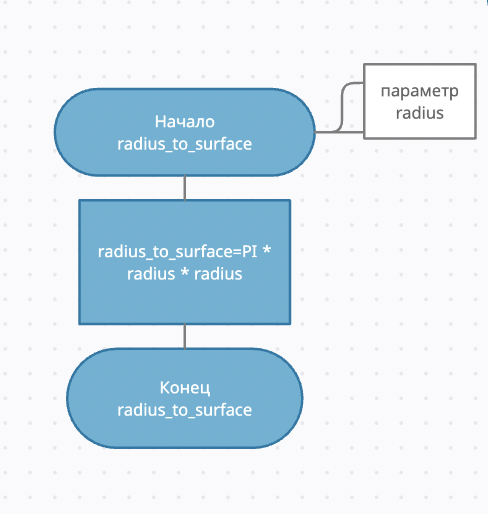 Начало
radius_to_surface
параметр
radius
radius_to_surface=PI *
radius * radius
Конец
radius_to_surface